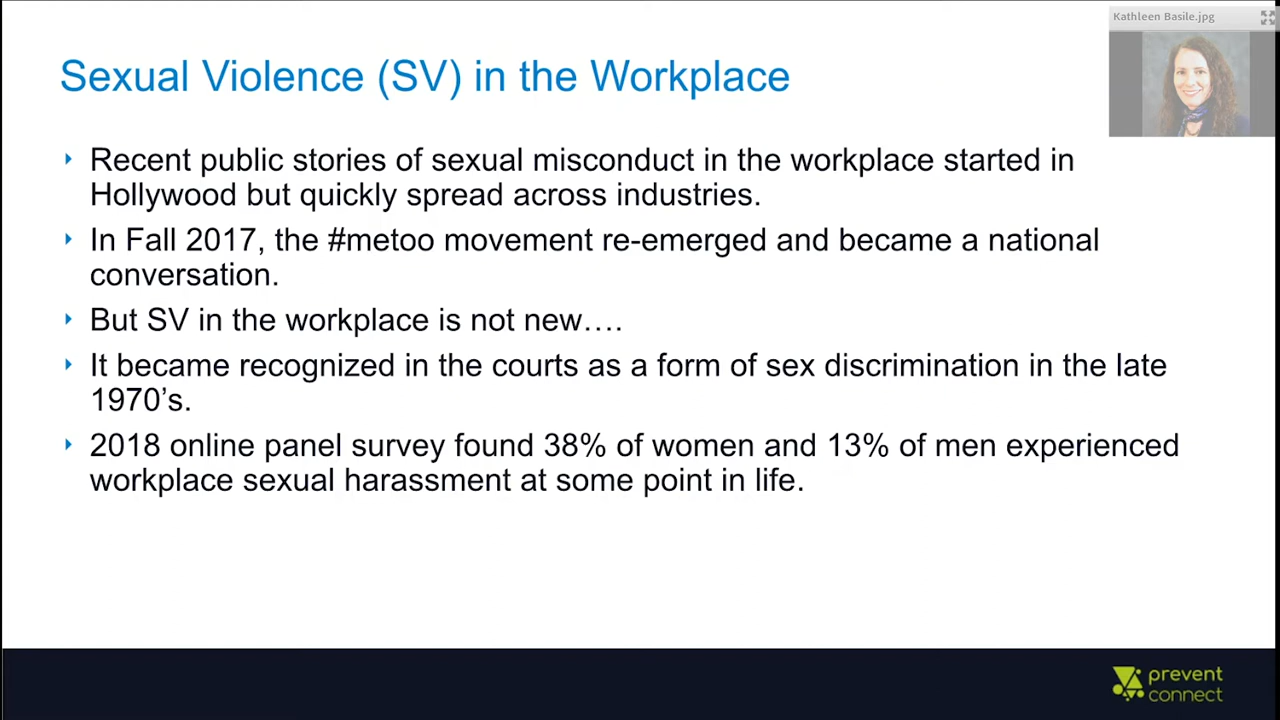 Kathleen Basile.jpg
Sexual Violence (SV) in the Workplace
Recent public stories of sexual misconduct in the workplace started in
Hollywood but quickly spread across industries.
In Fall 2017, the #metoo movement re-emerged and became a national
conversation.
But SV in the workplace is not new….
It became recognized in the courts as a form of sex discrimination in the late
1970’s.
2018 online panel survey found 38% of women and 13% of men experienced
workplace sexual harassment at some point in life.
prevent
connect